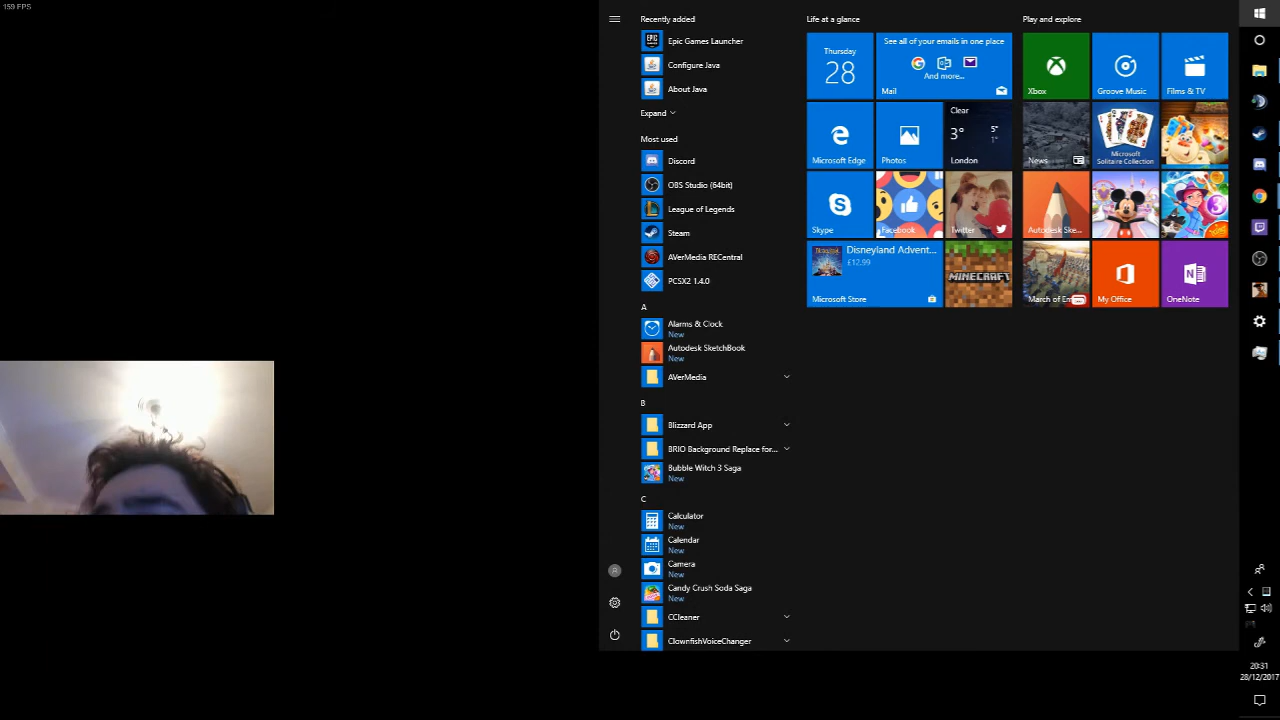 159 FPS
Recently added
Epic Games Launcher
Configure Java
About Java
Expand
Most used
Discord
OBS Studio (64bit)
League of Legends
Steam
AVerMedia RECentral
PCSX2 1.4.0
A
Alarms & Clock
New
Autodesk SketchBook
New
AVerMedia
B
Blizzard App
BRIO Background Replace for...
Bubble Witch 3 Saga
New
C
Calculator
New
Calendar
New
Camera
New
Candy Crush Soda Saga
New
CCleaner
ClownfishVoiceChanger
Life at a glance
Thursday
28
See all of your emails in one place
And more...
Mail
Microsoft Edge
Photos
Clear
3° 5°
1°
London
Skype
Facebook
Twitter
Disneyland Advent...
£12.99
Microsoft Store
MINECRAFT
Play and explore
Xbox
Groove Music
Films & TV
News
Microsoft
Solitaire Collection
Autodesk Ske...
March of Em
My Office
OneNote
20:31
28/12/2017